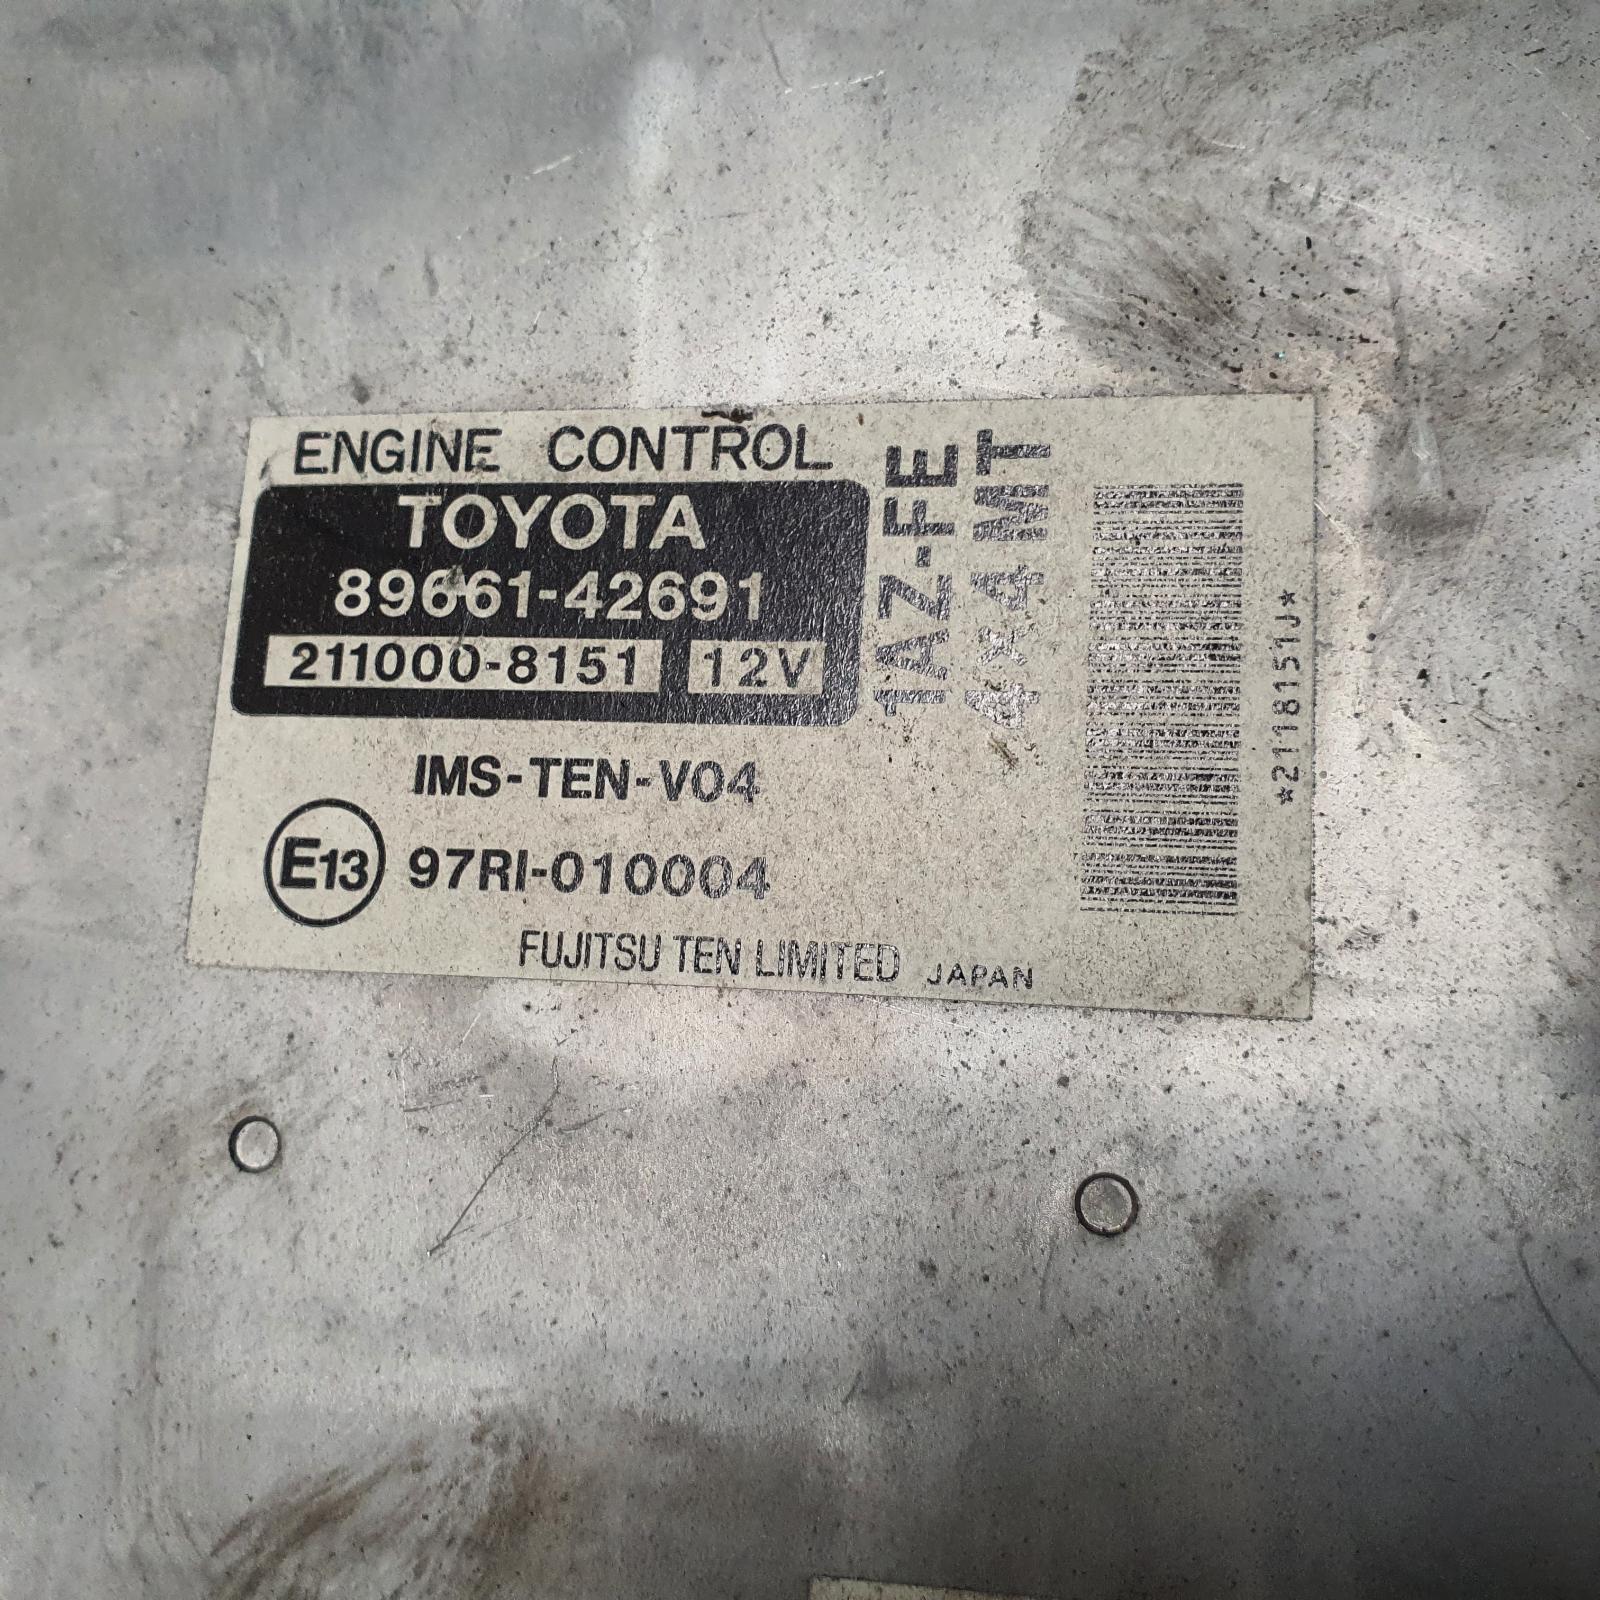 ENGINE CONTROL
TOYOTA
89661-42691
211000-8151 12V
IMS-TEN-V04
E13 97RI-010004
FUJITSU TEN LIMITED JAPAN
1AZ-FE
4x4MT
*2118151J*